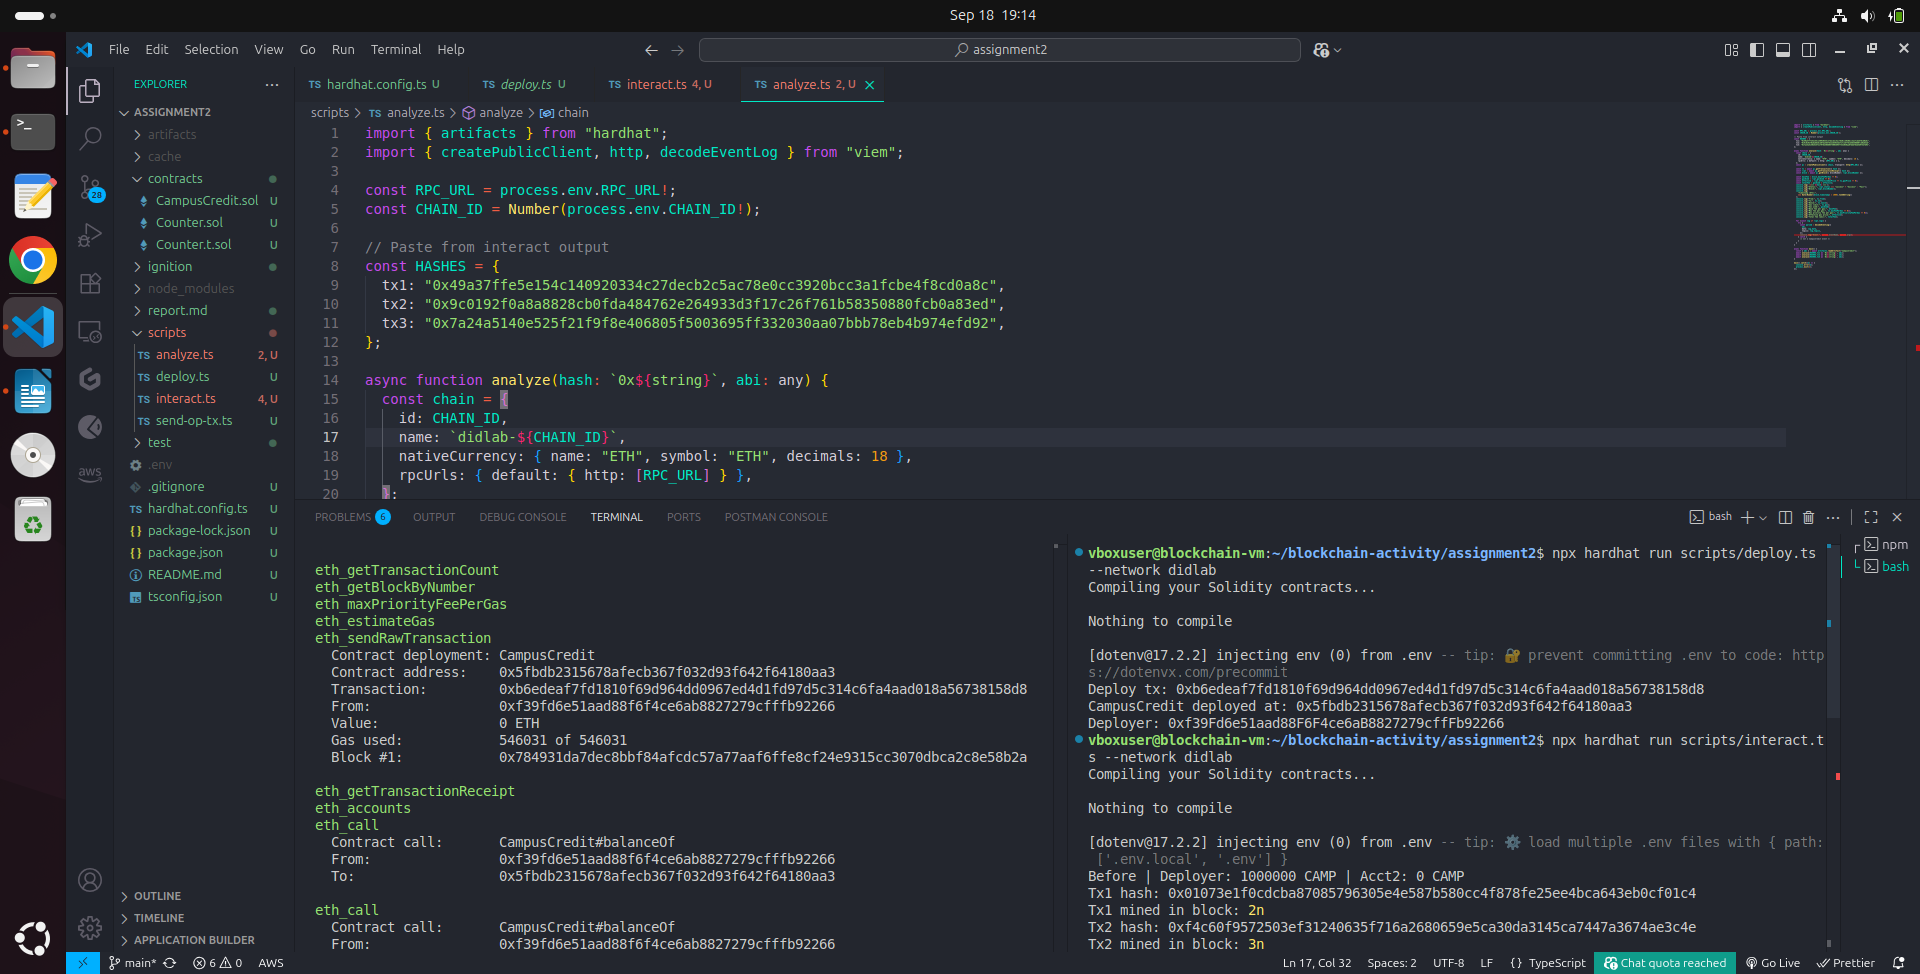 Sep 18 19:14
File Edit Selection View Go Run Terminal Help
assignment2
EXPLORER
ASSIGNMENT2
artifacts
cache
contracts
CampusCredit.sol U
Counter.sol U
Counter.t.sol U
ignition
node_modules
report.md
scripts
TS analyze.ts 2, U
TS deploy.ts U
TS interact.ts 4, U
TS send-op-tx.ts U
test
.env
.gitignore U
TS hardhat.config.ts U
{} package-lock.json U
{} package.json U
README.md U
tsconfig.json U
OUTLINE
TIMELINE
APPLICATION BUILDER
28
aws
TS hardhat.config.ts U TS deploy.ts U TS interact.ts 4, U TS analyze.ts 2, U
scripts > TS analyze.ts > analyze > chain
1 import { artifacts } from "hardhat";
2 import { createPublicClient, http, decodeEventLog } from "viem";
3
4 const RPC_URL = process.env.RPC_URL!;
5 const CHAIN_ID = Number(process.env.CHAIN_ID!);
6
7 // Paste from interact output
8 const HASHES = {
9 tx1: "0x49a37ffe5e154c140920334c27decb2c5ac78e0cc3920bcc3a1fcbe4f8cd0a8c",
10 tx2: "0x9c0192f0a8a8828cb0fda484762e264933d3f17c26f761b58350880fcb0a83ed",
11 tx3: "0x7a24a5140e525f21f9f8e406805f5003695ff332030aa07bbb78eb4b974efd92",
12 };
13
14 async function analyze(hash: `0x${string}`, abi: any) {
15 const chain = {
16 id: CHAIN_ID,
17 name: `didlab-${CHAIN_ID}`,
18 nativeCurrency: { name: "ETH", symbol: "ETH", decimals: 18 },
19 rpcUrls: { default: { http: [RPC_URL] } },
20 };
PROBLEMS 6 OUTPUT DEBUG CONSOLE TERMINAL PORTS POSTMAN CONSOLE
bash
eth_getTransactionCount
eth_getBlockByNumber
eth_maxPriorityFeePerGas
eth_estimateGas
eth_sendRawTransaction
Contract deployment: CampusCredit
Contract address: 0x5fbdb2315678afecb367f032d93f642f64180aa3
Transaction: 0xb6edeaf7fd1810f69d964dd0967ed4d1fd97d5c314c6fa4aad018a56738158d8
From: 0xf39fd6e51aad88f6f4ce6ab8827279cfffb92266
Value: 0 ETH
Gas used: 546031 of 546031
Block #1: 0x784931da7dec8bbf84afcdc57a77aaf6ffe8cf24e9315cc3070dbca2c8e58b2a
eth_getTransactionReceipt
eth_accounts
eth_call
Contract call: CampusCredit#balanceOf
From: 0xf39fd6e51aad88f6f4ce6ab8827279cfffb92266
To: 0x5fbdb2315678afecb367f032d93f642f64180aa3
eth_call
Contract call: CampusCredit#balanceOf
From: 0xf39fd6e51aad88f6f4ce6ab8827279cfffb92266
vboxuser@blockchain-vm:~/blockchain-activity/assignment2$ npx hardhat run scripts/deploy.ts
--network didlab
Compiling your Solidity contracts...
Nothing to compile
[dotenv@17.2.2] injecting env (0) from .env -- tip: 🔐 prevent committing .env to code: http
s://dotenvx.com/precommit
Deploy tx: 0xb6edeaf7fd1810f69d964dd0967ed4d1fd97d5c314c6fa4aad018a56738158d8
CampusCredit deployed at: 0x5fbdb2315678afecb367f032d93f642f64180aa3
Deployer: 0xf39Fd6e51aad88F6F4ce6aB8827279cffFb92266
vboxuser@blockchain-vm:~/blockchain-activity/assignment2$ npx hardhat run scripts/interact.t
s --network didlab
Compiling your Solidity contracts...
Nothing to compile
[dotenv@17.2.2] injecting env (0) from .env -- tip: ⚙️ load multiple .env files with { path:
['.env.local', '.env'] }
Before | Deployer: 1000000 CAMP | Acct2: 0 CAMP
Tx1 hash: 0x01073e1f0cdcba87085796305e4e587b580cc4f878fe25ee4bca643eb0cf01c4
Tx1 mined in block: 2n
Tx2 hash: 0xf4c60f9572503ef31240635f716a2680659e5ca30da3145ca7447a3674ae3c4e
Tx2 mined in block: 3n
npm
bash
main* 6 0 AWS
Ln 17, Col 32 Spaces: 2 UTF-8 LF {} TypeScript Chat quota reached Go Live Prettier